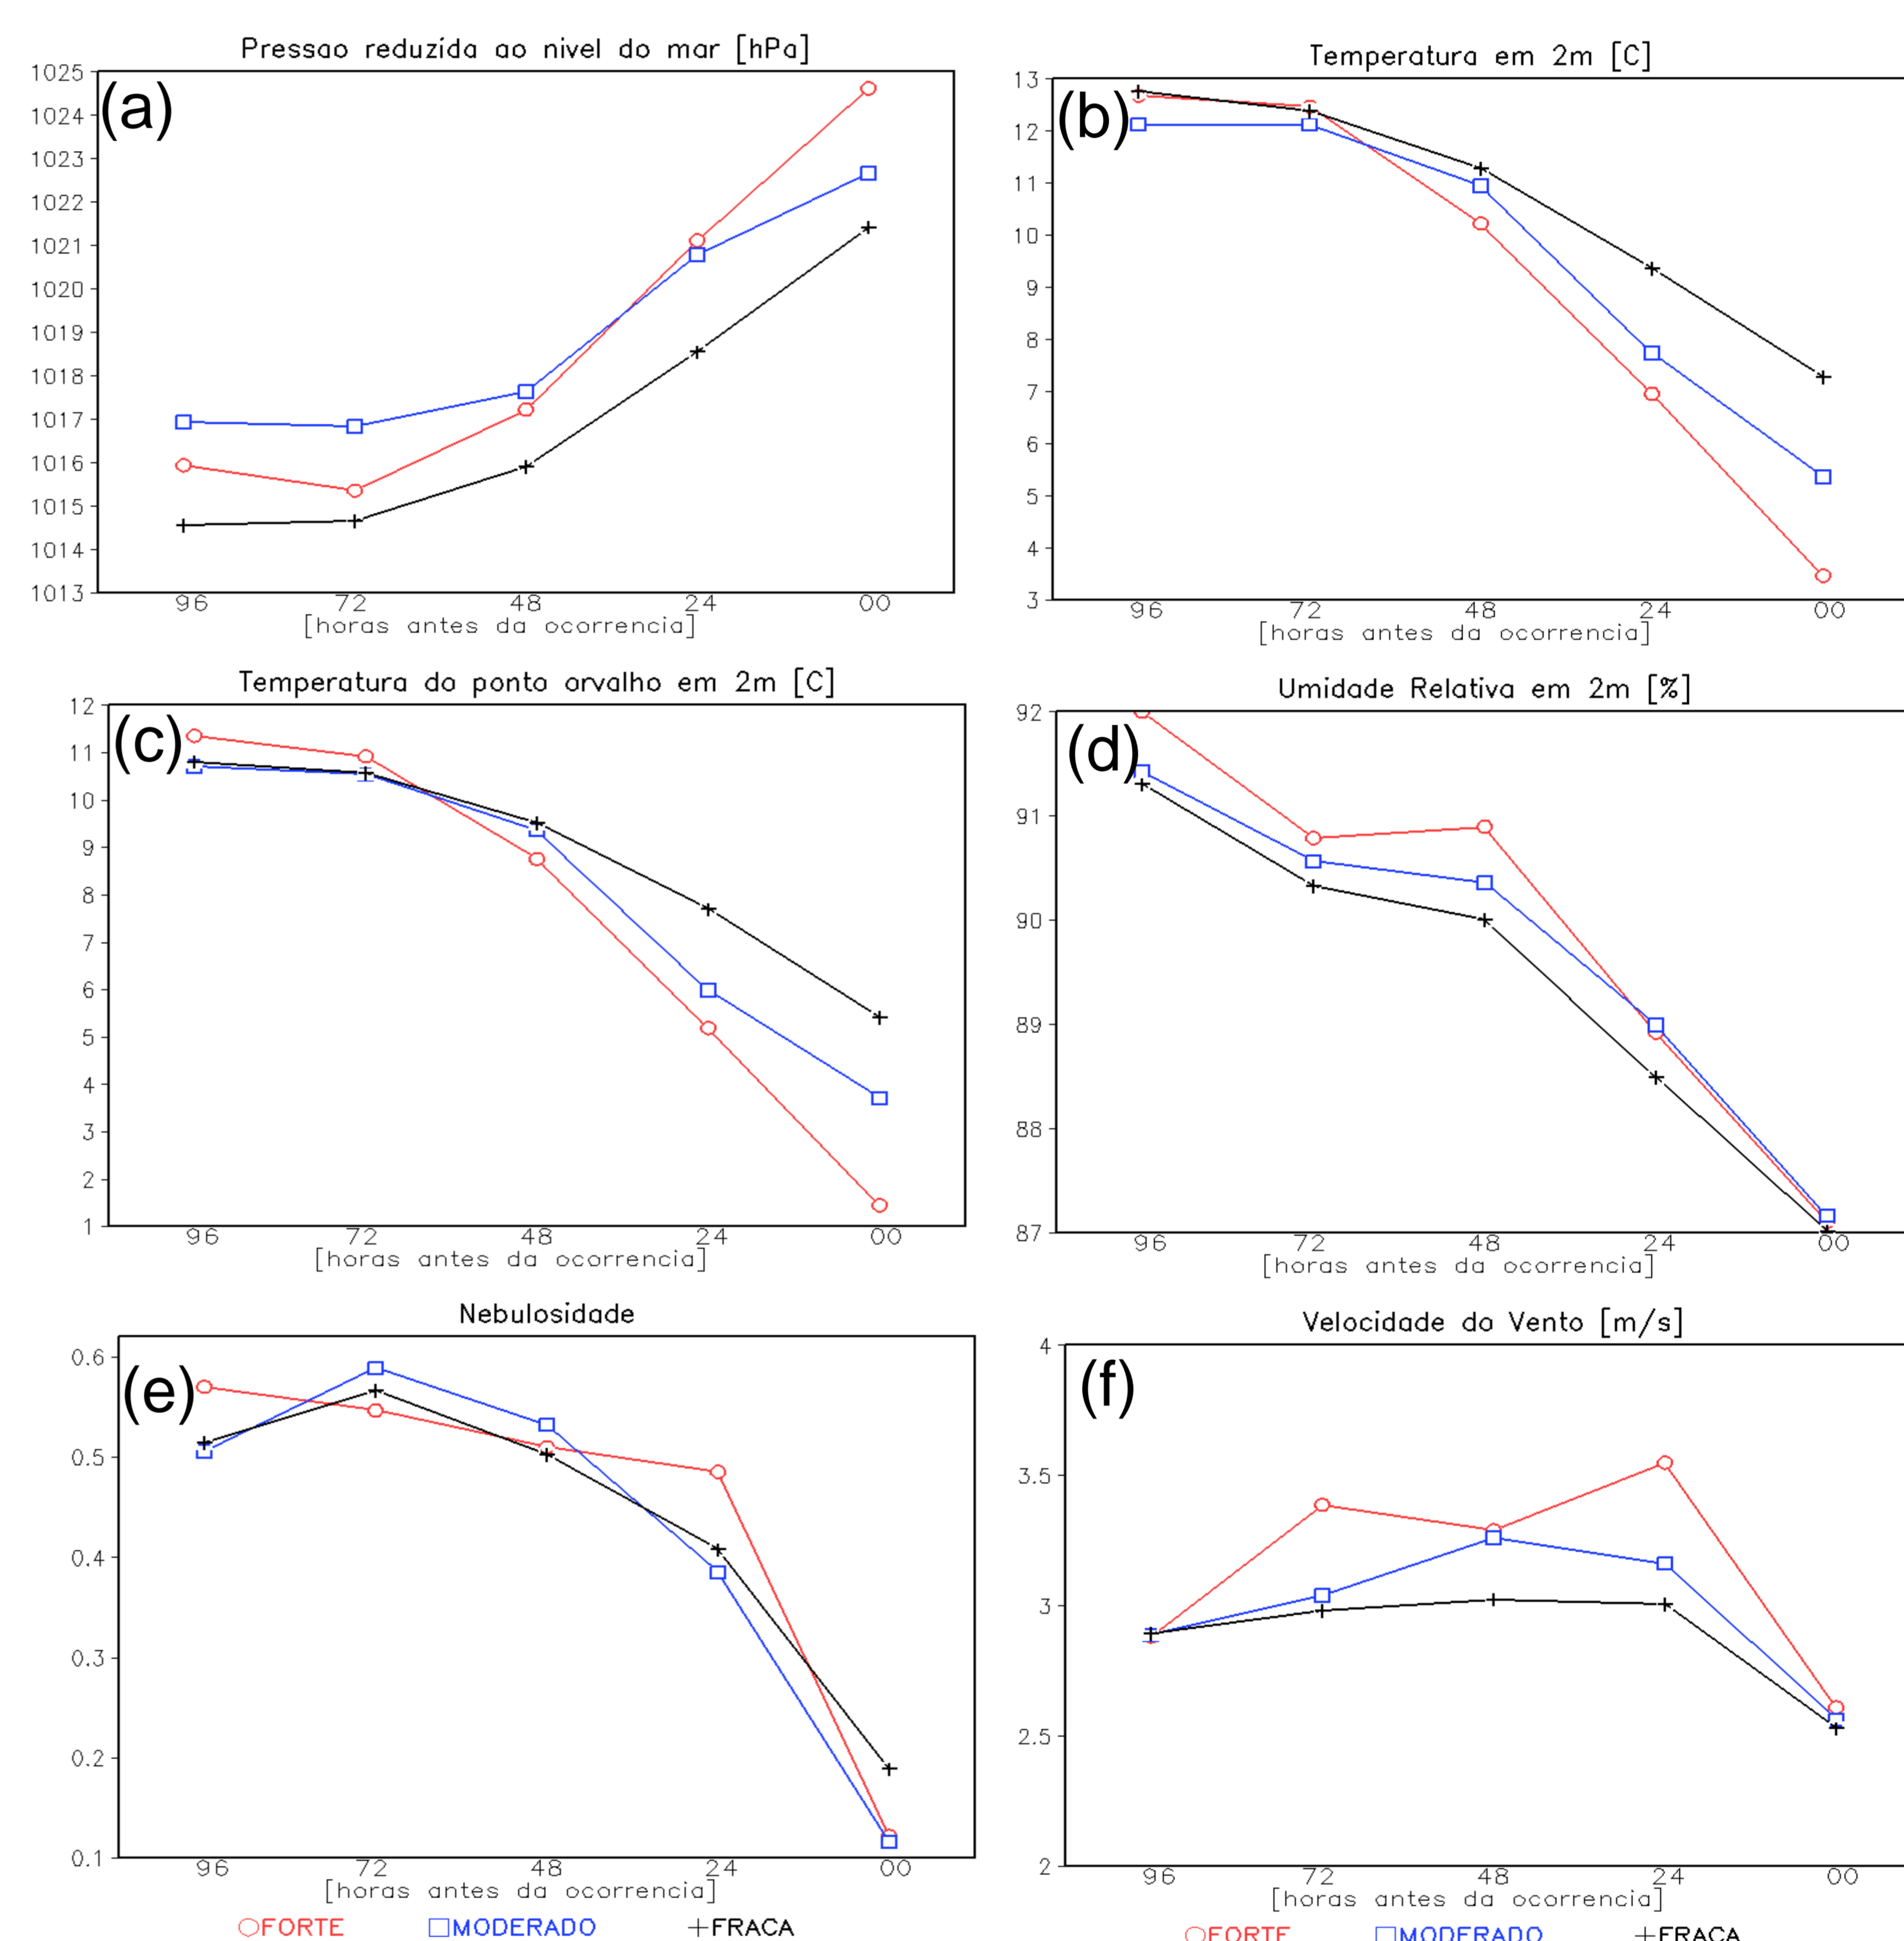 Pressao reduzida ao nivel do mar [hPa]
(a)
1025
1024
1023
1022
1021
1020
1019
1018
1017
1016
1015
1014
1013
96 72 48 24 00
[horas antes da ocorrencia]
Temperatura em 2m [C]
(b)
13
12
11
10
9
8
7
6
5
4
3
96 72 48 24 00
[horas antes da ocorrencia]
Temperatura do ponto orvalho em 2m [C]
(c)
12
11
10
9
8
7
6
5
4
3
2
1
96 72 48 24 00
[horas antes da ocorrencia]
Umidade Relativa em 2m [%]
(d)
92
91
90
89
88
87
96 72 48 24 00
[horas antes da ocorrencia]
Nebulosidade
(e)
0.6
0.5
0.4
0.3
0.2
0.1
96 72 48 24 00
[horas antes da ocorrencia]
FORTE MODERADO FRACA
Velocidade do Vento [m/s]
(f)
4
3.5
3
2.5
2
96 72 48 24 00
[horas antes da ocorrencia]
FORTE MODERADO FRACA